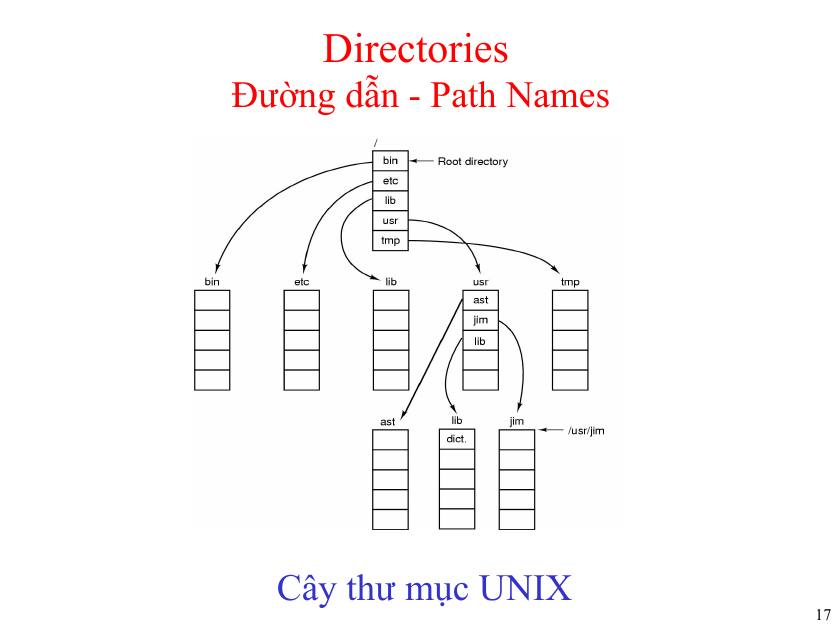 Directories
Đường dẫn - Path Names
/
bin
Root directory
etc
lib
usr
tmp
bin
etc
lib
usr
tmp
ast
jim
lib
ast
lib
jim
dict.
/usr/jim
Cây thư mục UNIX
17